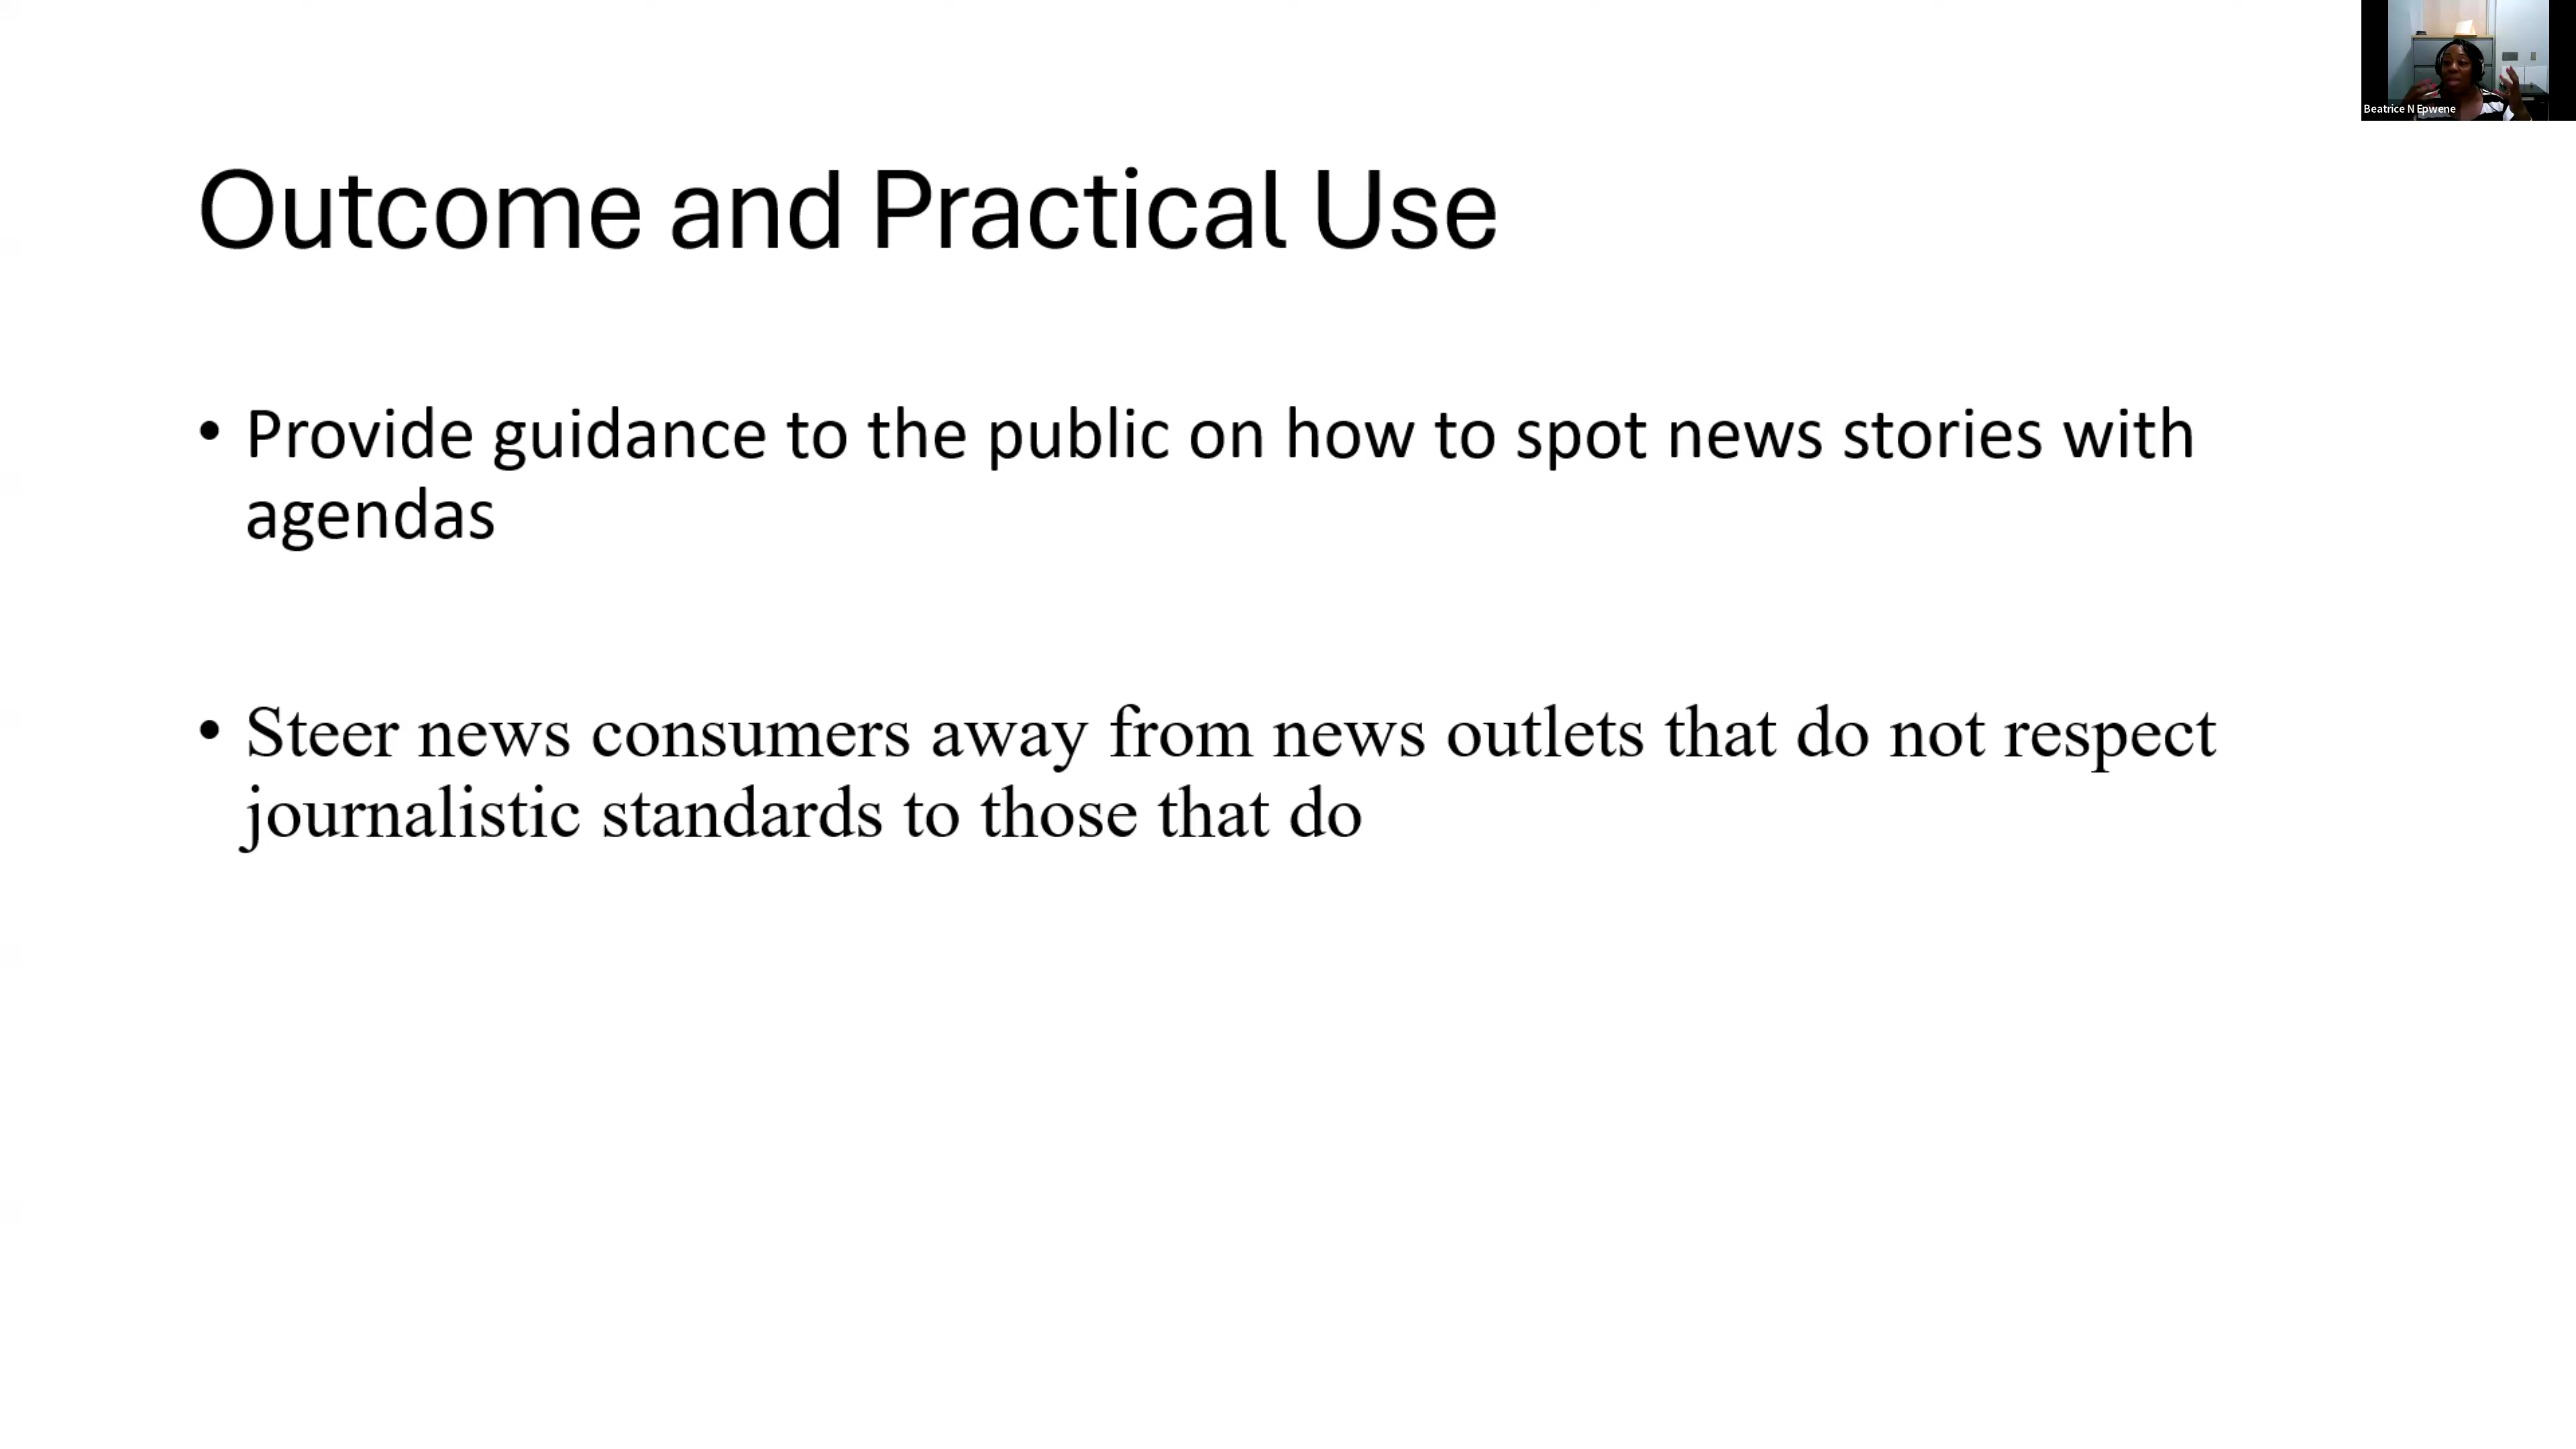 Beatrice N Epwene
Outcome and Practical Use
• Provide guidance to the public on how to spot news stories with
agendas
• Steer news consumers away from news outlets that do not respect
journalistic standards to those that do